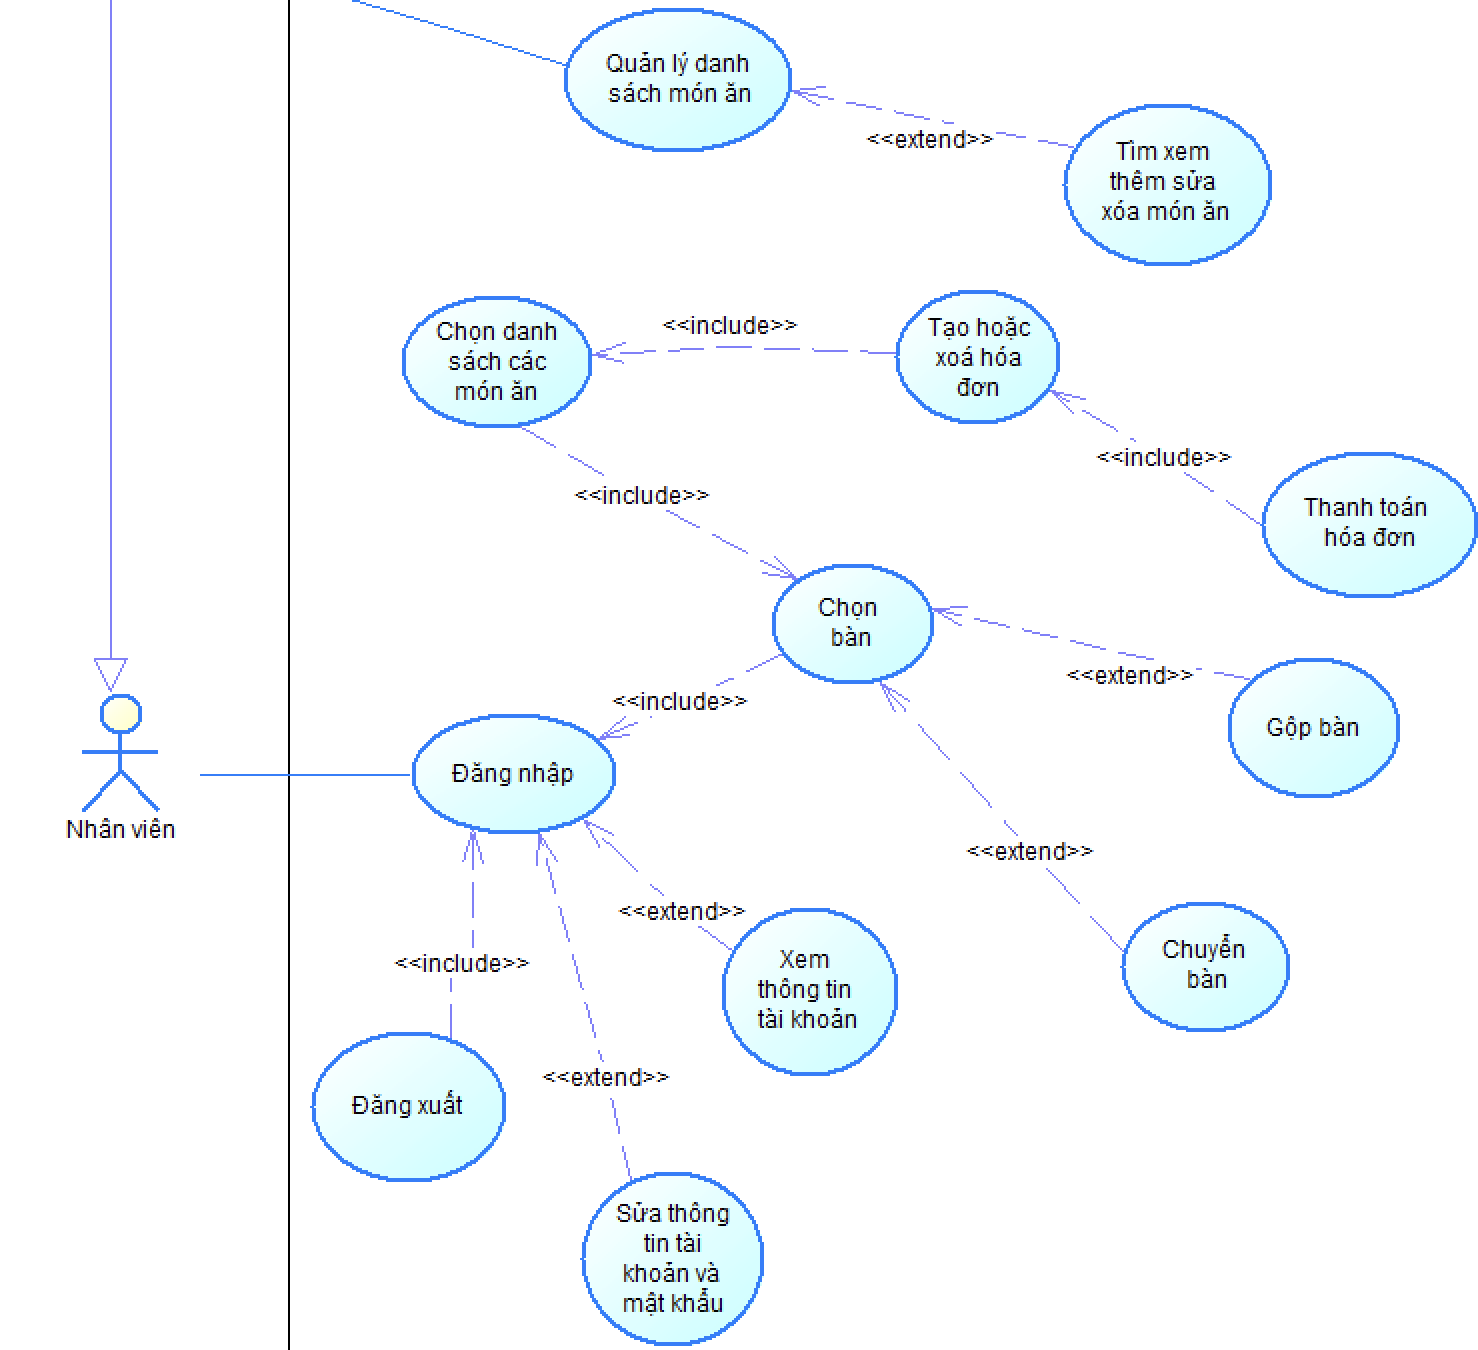 Quản lý danh
sách món ăn
<<extend>>
Tìm xem
thêm sửa
xóa món ăn
Chọn danh
sách các
món ăn
<<include>>
Tạo hoặc
xoá hóa
đơn
<<include>>
Thanh toán
hóa đơn
<<include>>
Chọn
bàn
<<extend>>
Gộp bàn
<<include>>
Đăng nhập
Nhân viên
<<extend>>
Chuyển
bàn
<<extend>>
Xem
thông tin
tài khoản
<<include>>
Đăng xuất
<<extend>>
Sửa thông
tin tài
khoản và
mật khẩu